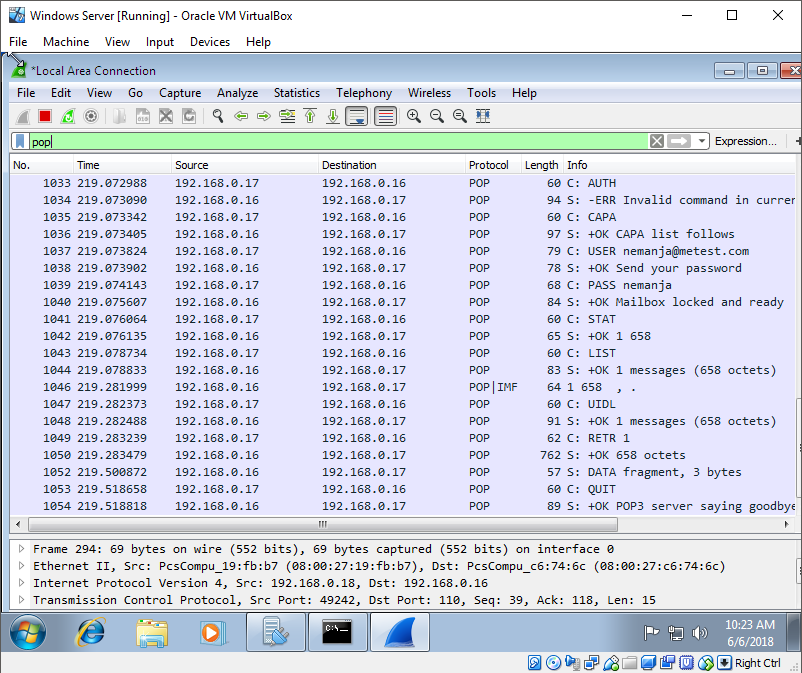 Windows Server [Running] - Oracle VM VirtualBox
File Machine View Input Devices Help
*Local Area Connection
File Edit View Go Capture Analyze Statistics Telephony Wireless Tools Help
pop
Expression...
No. Time Source Destination Protocol Length Info
1033 219.072988 192.168.0.17 192.168.0.16 POP 60 C: AUTH
1034 219.073090 192.168.0.16 192.168.0.17 POP 94 S: -ERR Invalid command in curren
1035 219.073342 192.168.0.17 192.168.0.16 POP 60 C: CAPA
1036 219.073405 192.168.0.16 192.168.0.17 POP 97 S: +OK CAPA list follows
1037 219.073824 192.168.0.17 192.168.0.16 POP 79 C: USER nemanja@metest.com
1038 219.073902 192.168.0.16 192.168.0.17 POP 78 S: +OK Send your password
1039 219.074143 192.168.0.17 192.168.0.16 POP 68 C: PASS nemanja
1040 219.075607 192.168.0.16 192.168.0.17 POP 84 S: +OK Mailbox locked and ready
1041 219.076064 192.168.0.17 192.168.0.16 POP 60 C: STAT
1042 219.076135 192.168.0.16 192.168.0.17 POP 65 S: +OK 1 658
1043 219.078734 192.168.0.17 192.168.0.16 POP 60 C: LIST
1044 219.078833 192.168.0.16 192.168.0.17 POP 83 S: +OK 1 messages (658 octets)
1046 219.281999 192.168.0.16 192.168.0.17 POP|IMF 64 1 658 , .
1047 219.282373 192.168.0.17 192.168.0.16 POP 60 C: UIDL
1048 219.282488 192.168.0.16 192.168.0.17 POP 91 S: +OK 1 messages (658 octets)
1049 219.283239 192.168.0.17 192.168.0.16 POP 62 C: RETR 1
1050 219.283479 192.168.0.16 192.168.0.17 POP 762 S: +OK 658 octets
1052 219.500872 192.168.0.16 192.168.0.17 POP 57 S: DATA fragment, 3 bytes
1053 219.518658 192.168.0.17 192.168.0.16 POP 60 C: QUIT
1054 219.518818 192.168.0.16 192.168.0.17 POP 89 S: +OK POP3 server saying goodbye
Frame 294: 69 bytes on wire (552 bits), 69 bytes captured (552 bits) on interface 0
Ethernet II, Src: PcsCompu_19:fb:b7 (08:00:27:19:fb:b7), Dst: PcsCompu_c6:74:6c (08:00:27:c6:74:6c)
Internet Protocol Version 4, Src: 192.168.0.18, Dst: 192.168.0.16
Transmission Control Protocol, Src Port: 49242, Dst Port: 110, Seq: 39, Ack: 118, Len: 15
10:23 AM
6/6/2018
Right Ctrl